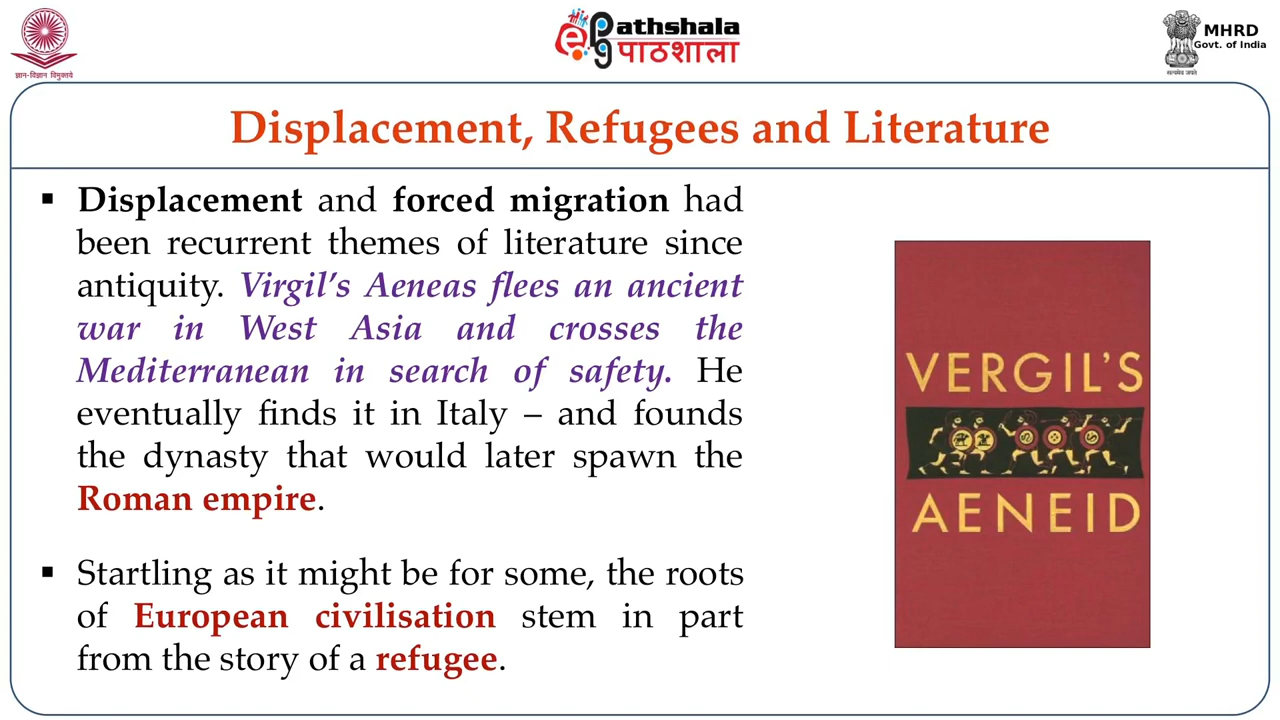 ज्ञान-विज्ञान विमुक्तये
ePathshala
पाठशाला
MHRD
Govt. of India
सत्यमेव जयते
Displacement, Refugees and Literature
▪ Displacement and forced migration had
been recurrent themes of literature since
antiquity. Virgil's Aeneas flees an ancient
war in West Asia and crosses the
Mediterranean in search of safety. He
eventually finds it in Italy – and founds
the dynasty that would later spawn the
Roman empire.
▪ Startling as it might be for some, the roots
of European civilisation stem in part
from the story of a refugee.
VERGIL'S
AENEID